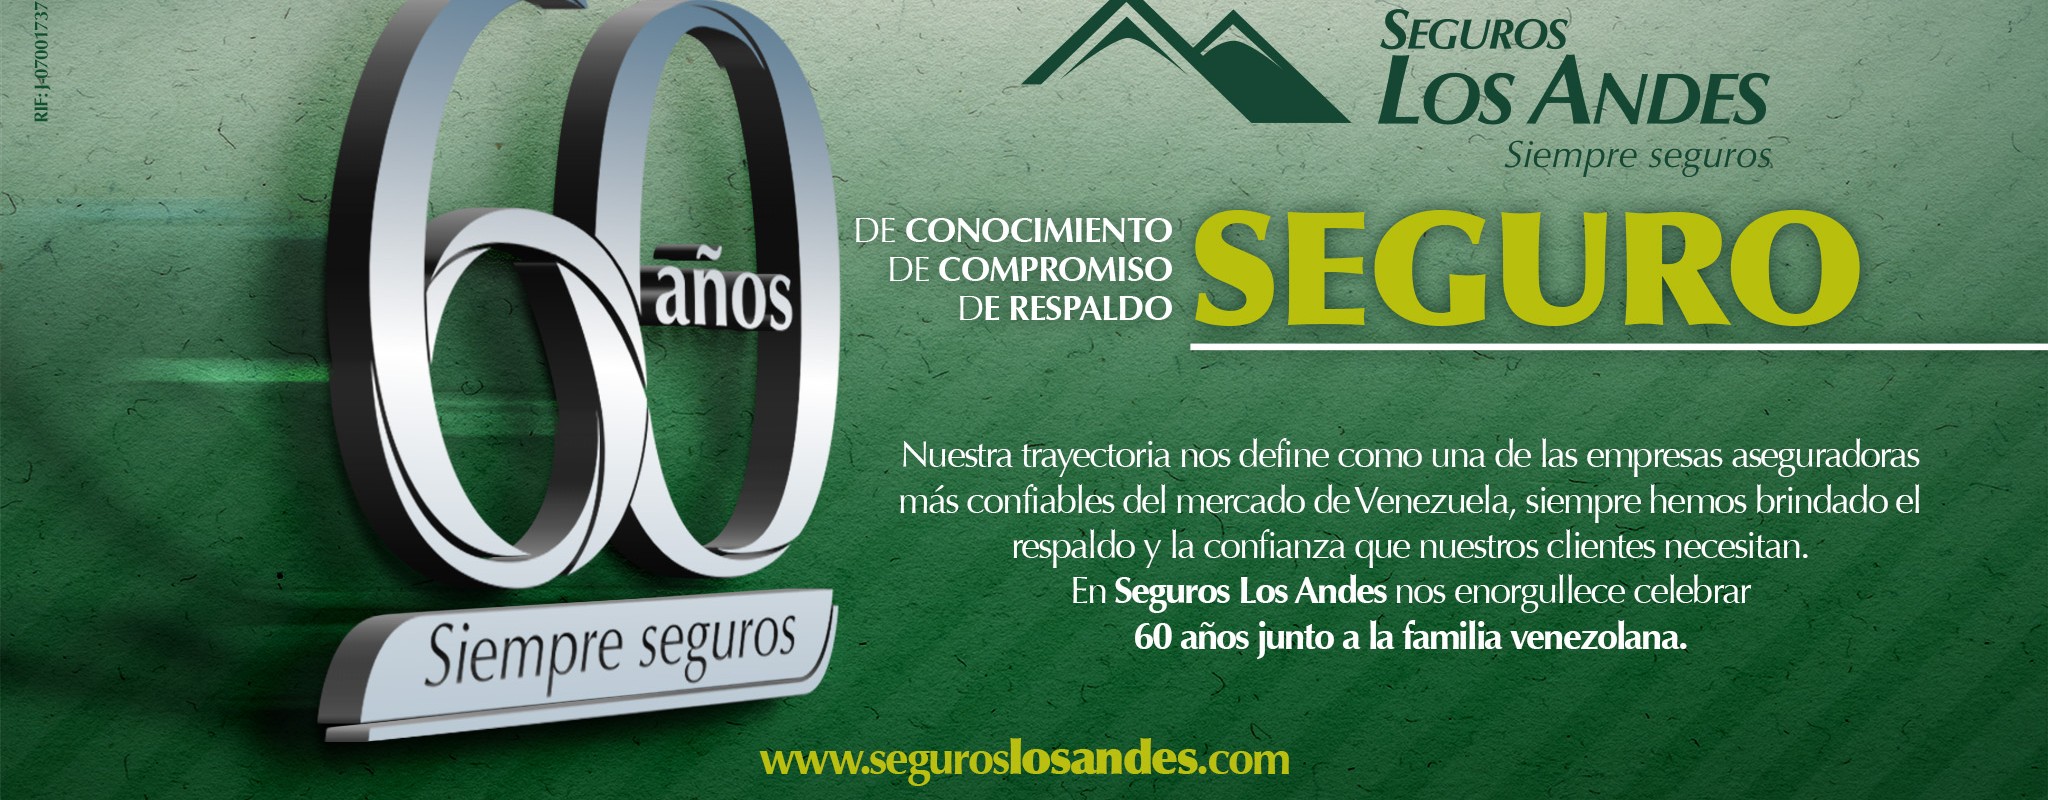 RIF: J-07001737
60
años
Siempre seguros
SEGUROS
LOS ANDES
Siempre seguros
DE CONOCIMIENTO
DE COMPROMISO
DE RESPALDO
SEGURO
Nuestra trayectoria nos define como una de las empresas aseguradoras
más confiables del mercado de Venezuela, siempre hemos brindado el
respaldo y la confianza que nuestros clientes necesitan.
En Seguros Los Andes nos enorgullece celebrar
60 años junto a la familia venezolana.
www.seguroslosandes.com